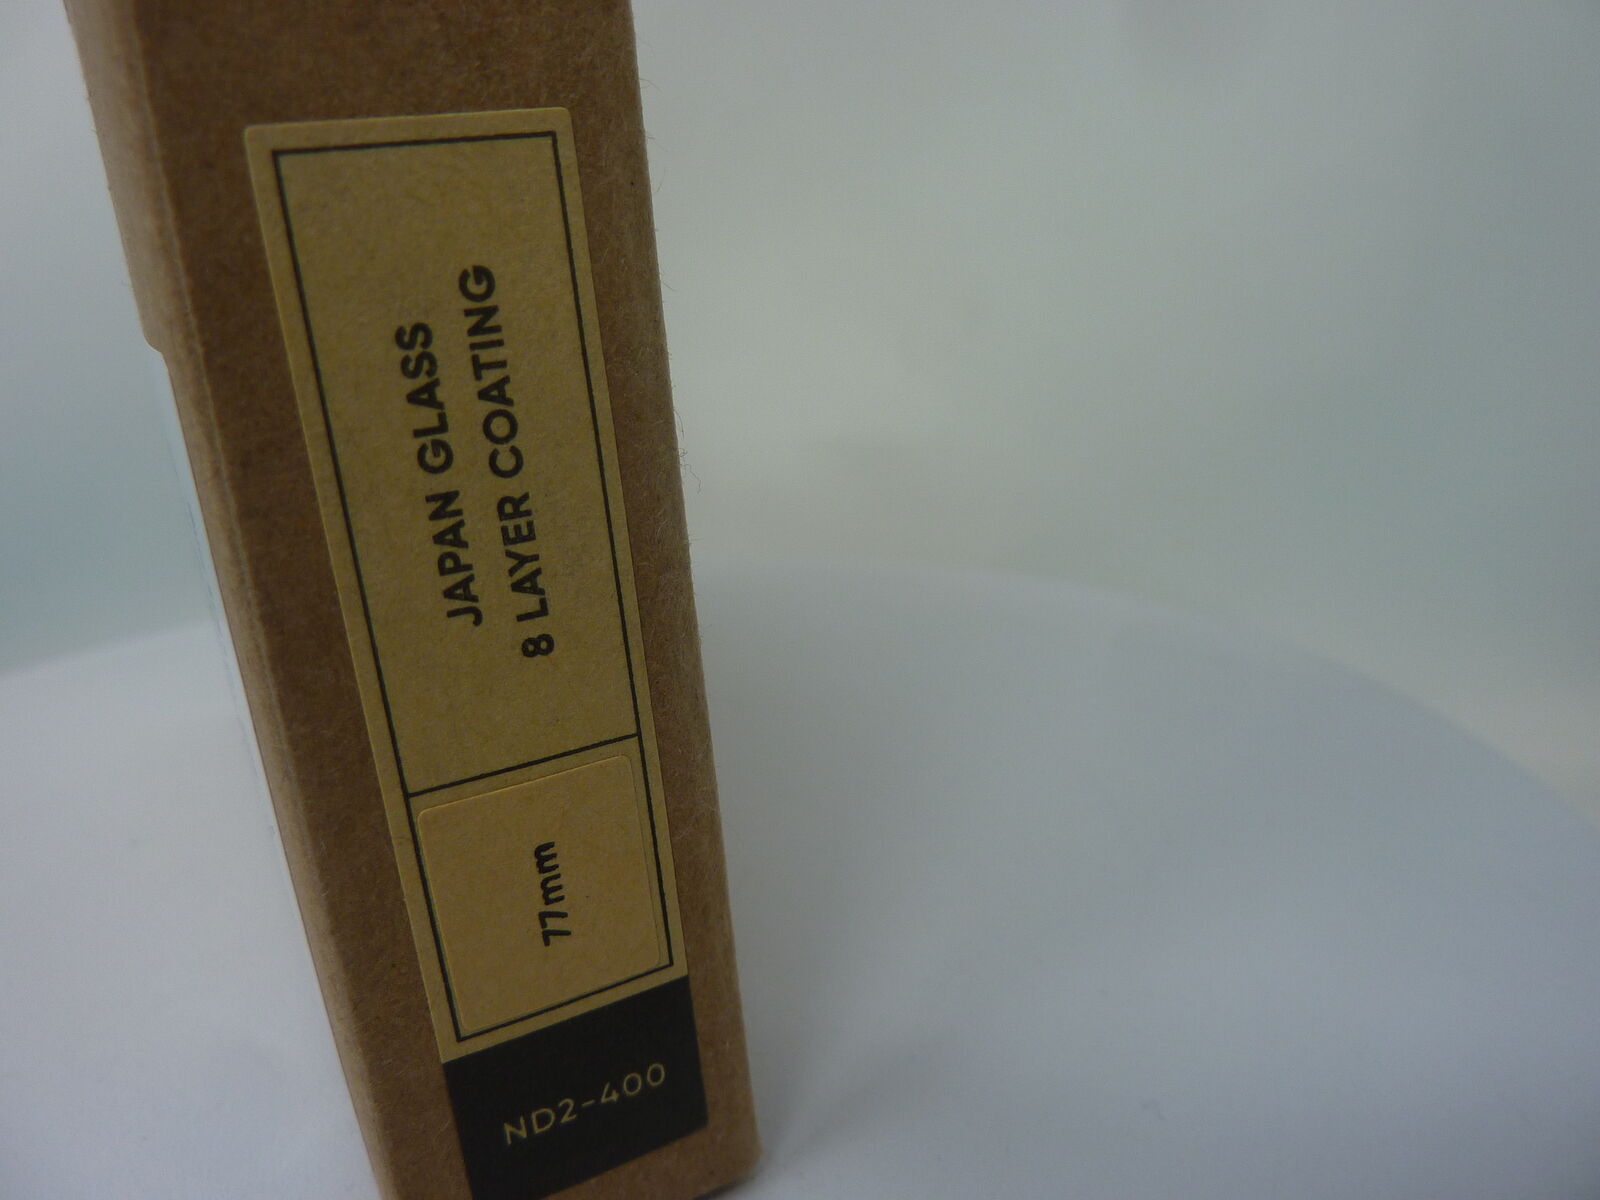 JAPAN GLASS
8 LAYER COATING
77mm
ND2-400